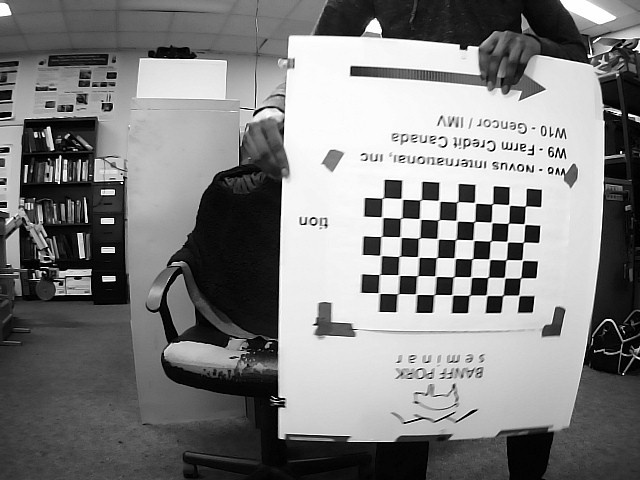 BANFF PORK
seminar
tion
W8 - Novus International, Inc
W9 - Farm Credit Canada
W10 - Gencor / IMV